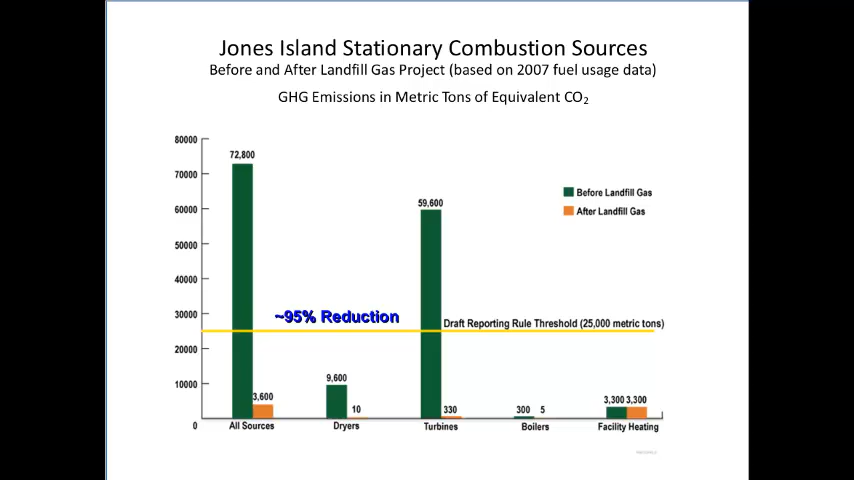 Jones Island Stationary Combustion Sources
Before and After Landfill Gas Project (based on 2007 fuel usage data)
GHG Emissions in Metric Tons of Equivalent CO₂
80000
70000
60000
50000
40000
30000
20000
10000
0
72,800
3,600
9,600
10
59,600
330
300
5
3,300
3,300
Before Landfill Gas
After Landfill Gas
~95% Reduction
Draft Reporting Rule Threshold (25,000 metric tons)
All Sources
Dryers
Turbines
Boilers
Facility Heating